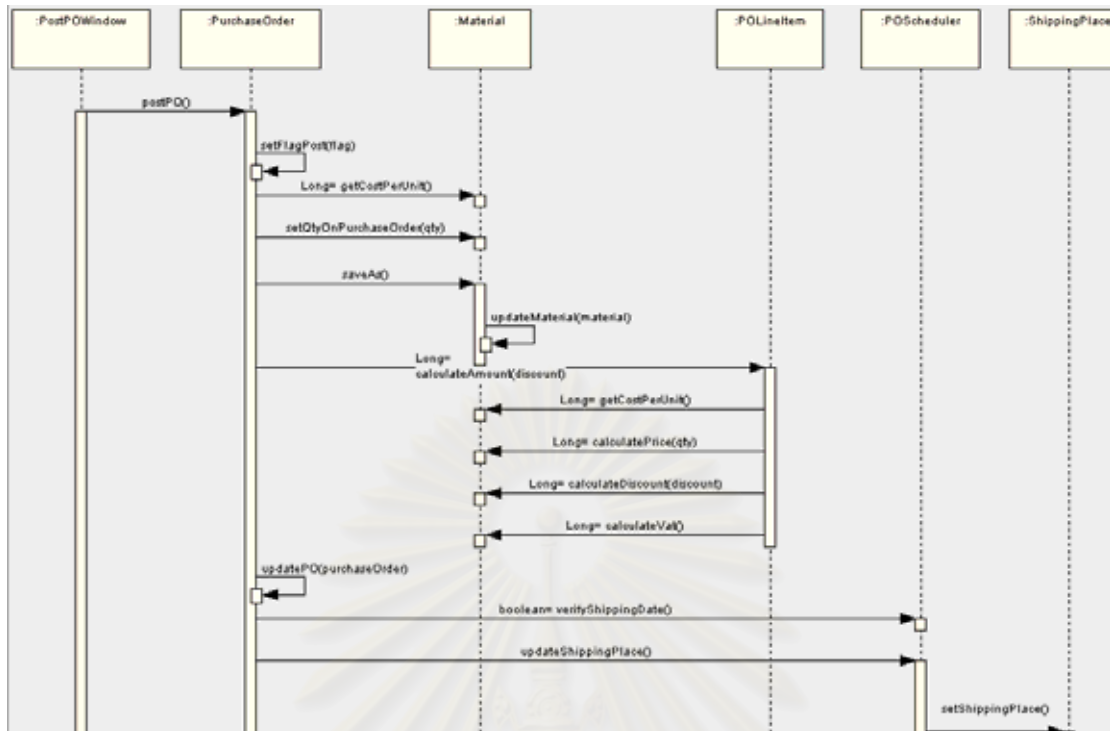 :PostPOWindow
:PurchaseOrder
:Material
:POLineItem
:POScheduler
:ShippingPlace
postPO()
setFlagPost(flag)
Long= getCostPerUnit()
setQtyOnPurchaseOrder(qty)
saveAd()
updateMaterial(material)
Long=
calculateAmount(discount)
Long= getCostPerUnit()
Long= calculatePrice(qty)
Long= calculateDiscount(discount)
Long= calculateVat()
updatePO(purchaseOrder)
boolean= verifyShippingDate()
updateShippingPlace()
setShippingPlace()